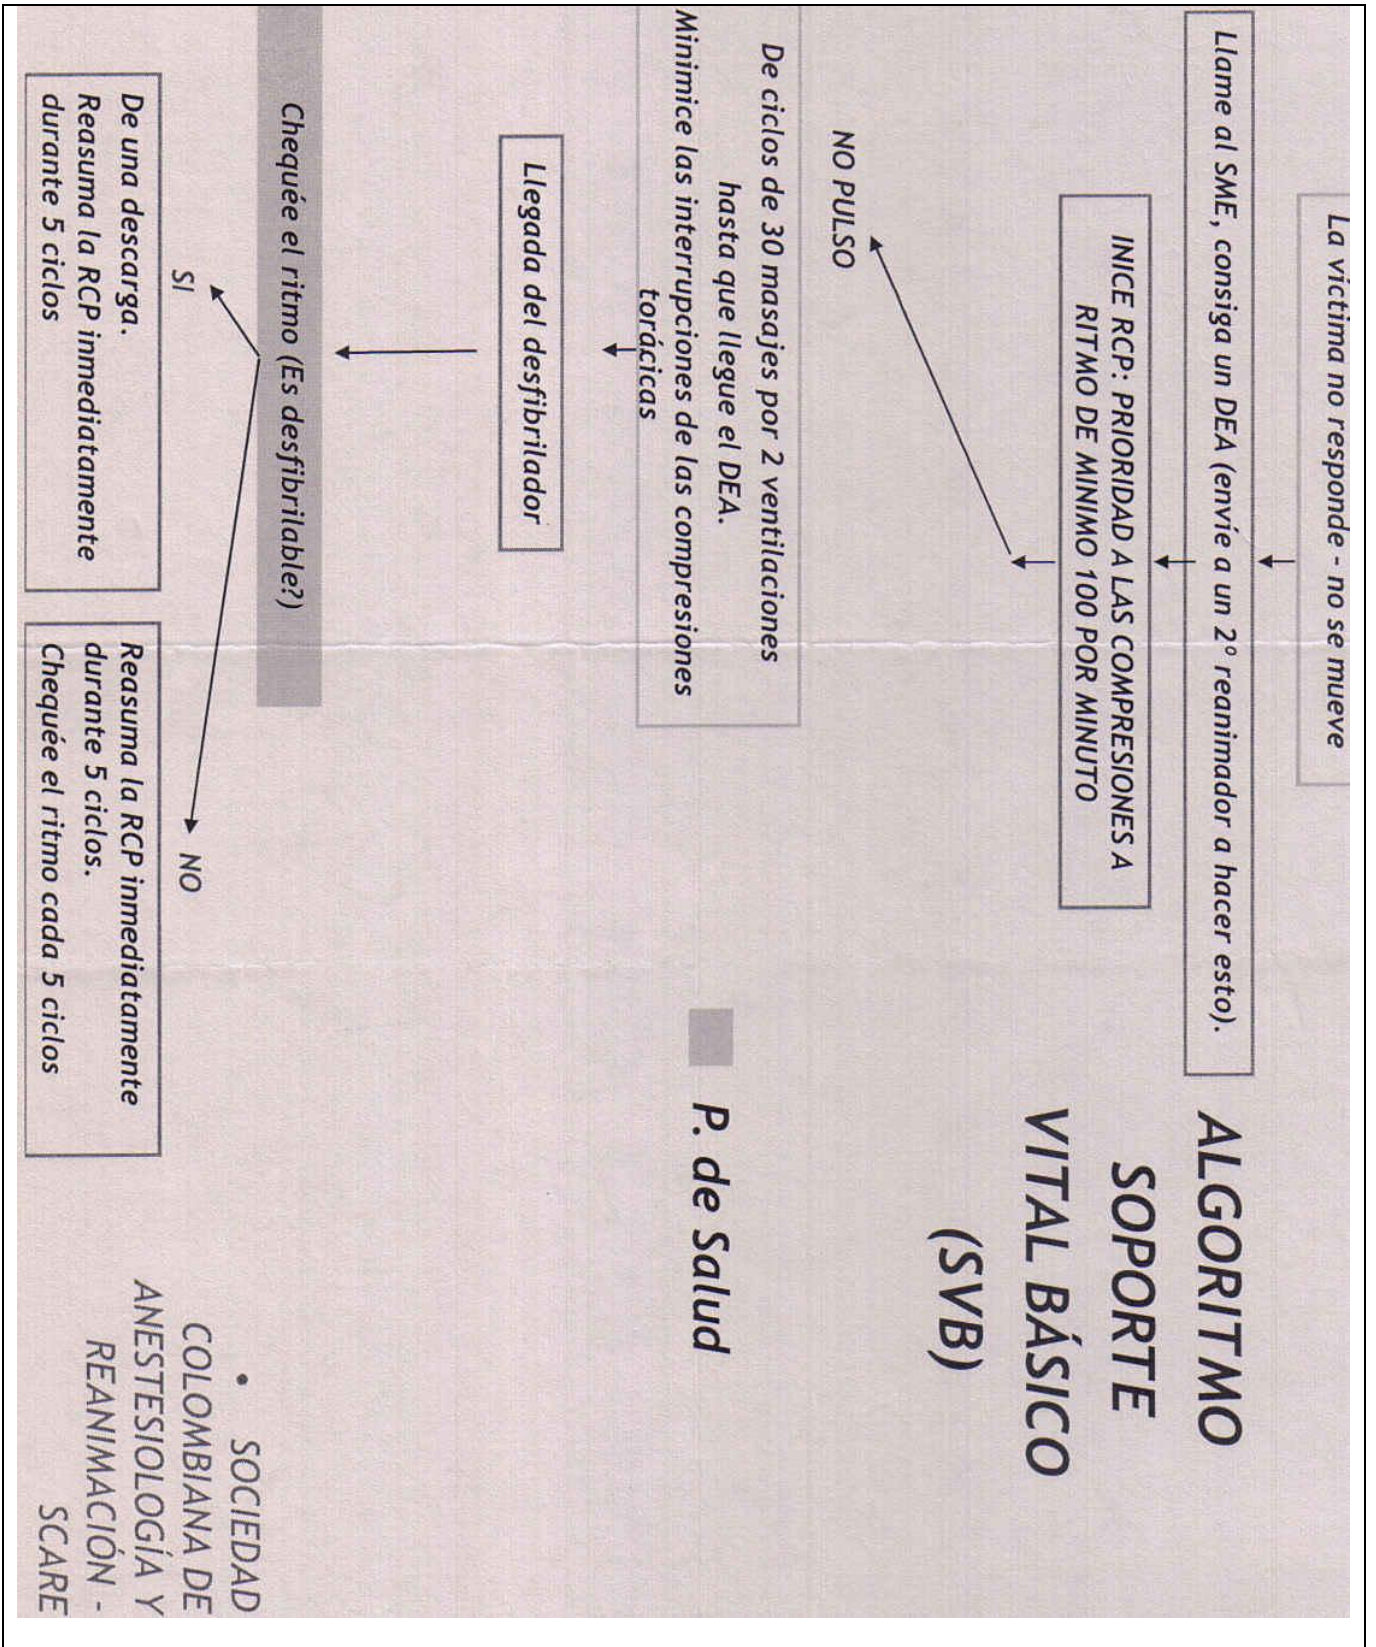 La víctima no responde - no se mueve
Llame al SME, consiga un DEA (envíe a un 2º reanimador a hacer esto).
INICE RCP: PRIORIDAD A LAS COMPRESIONES A
RITMO DE MINIMO 100 POR MINUTO
NO PULSO
De ciclos de 30 masajes por 2 ventilaciones
hasta que llegue el DEA.
Minimice las interrupciones de las compresiones
torácicas
Llegada del desfibrilador
Chequée el ritmo (Es desfibrilable?)
SI
NO
De una descarga.
Reasuma la RCP inmediatamente
durante 5 ciclos
Reasuma la RCP inmediatamente
durante 5 ciclos.
Chequée el ritmo cada 5 ciclos
ALGORITMO
SOPORTE
VITAL BÁSICO
(SVB)
P. de Salud
• SOCIEDAD
COLOMBIANA DE
ANESTESIOLOGÍA Y
REANIMACIÓN -
SCARE